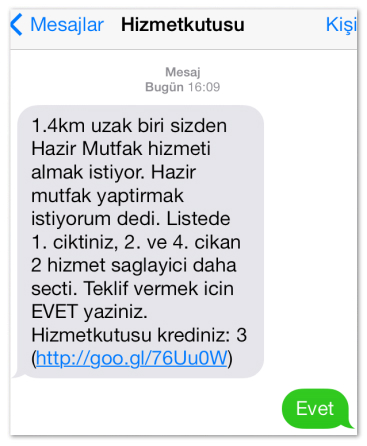 Mesajlar Hizmetkutusu Kişi
Mesaj
Bugün 16:09
1.4km uzak biri sizden
Hazir Mutfak hizmeti
almak istiyor. Hazir
mutfak yaptirmak
istiyorum dedi. Listede
1. ciktiniz, 2. ve 4. cikan
2 hizmet saglayici daha
secti. Teklif vermek icin
EVET yaziniz.
Hizmetkutusu krediniz: 3
(http://goo.gl/76Uu0W)
Evet